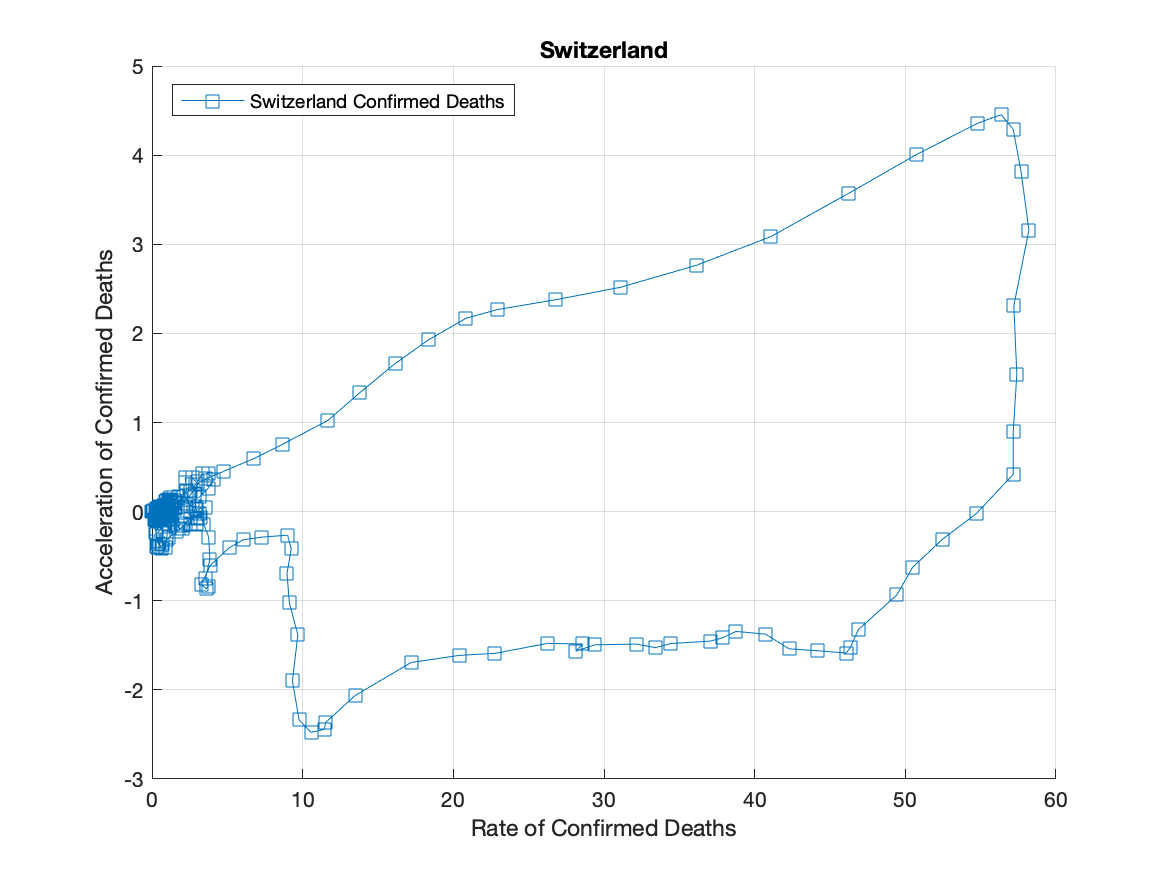 Switzerland
Switzerland Confirmed Deaths
5
4
3
2
1
0
-1
-2
-3
Acceleration of Confirmed Deaths
0 10 20 30 40 50 60
Rate of Confirmed Deaths